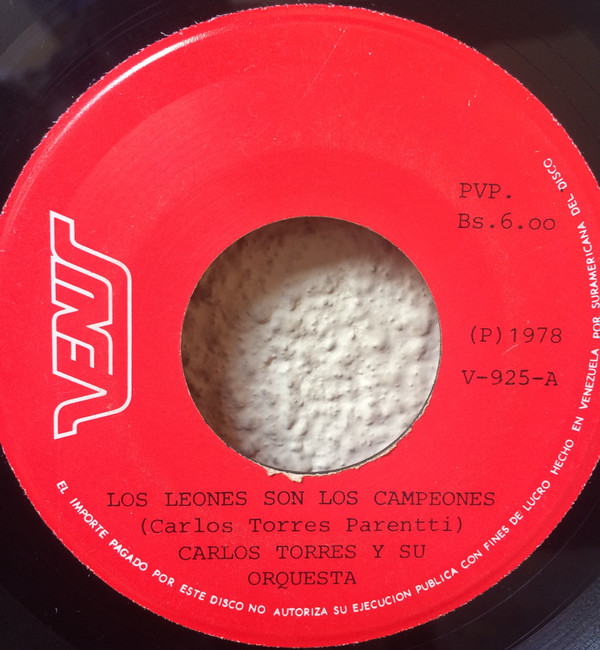 VENUS
PVP.
Bs.6.oo
(P)1978
V-925-A
LOS LEONES SON LOS CAMPEONES
(Carlos Torres Parentti)
CARLOS TORRES Y SU
ORQUESTA
EL IMPORTE PAGADO POR ESTE DISCO NO AUTORIZA SU EJECUCION PUBLICA CON FINES DE LUCRO HECHO EN VENEZUELA POR SURAMERICANA DEL DISCO